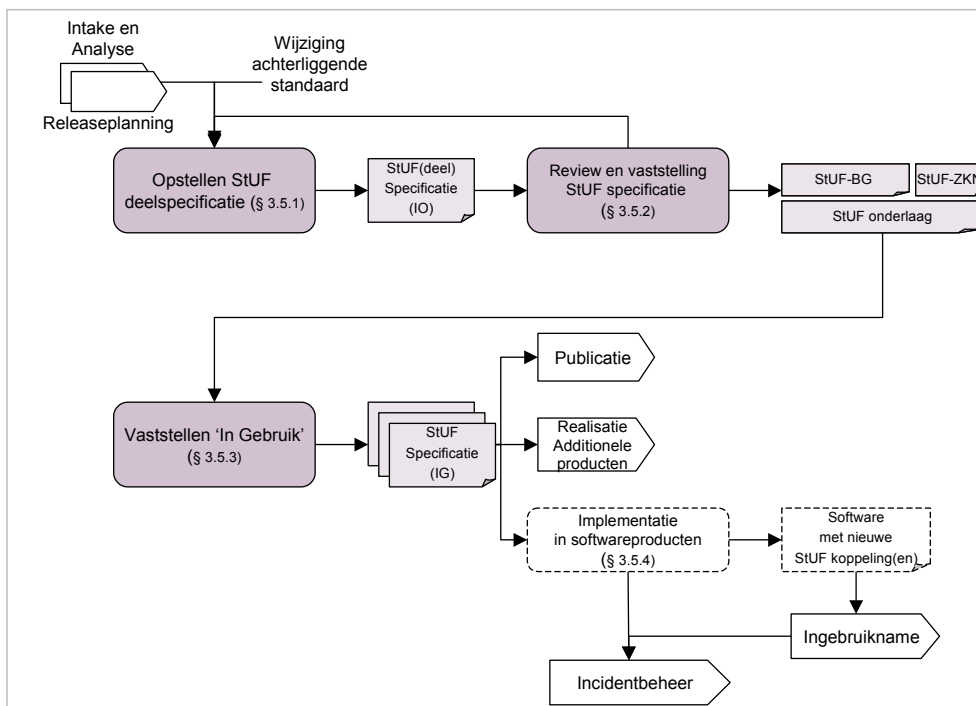 Intake en
Analyse
Releaseplanning
Wijziging
achterliggende
standaard
Opstellen StUF
deelspecificatie (§ 3.5.1)
StUF(deel)
Specificatie
(IO)
Review en vaststelling
StUF specificatie
(§ 3.5.2)
StUF-BG
StUF-ZKN
StUF onderlaag
Vaststellen ‘In Gebruik’
(§ 3.5.3)
StUF
Specificatie
(IG)
Publicatie
Realisatie
Additionele
producten
Implementatie
in softwareproducten
(§ 3.5.4)
Software
met nieuwe
StUF koppeling(en)
Ingebruikname
Incidentbeheer